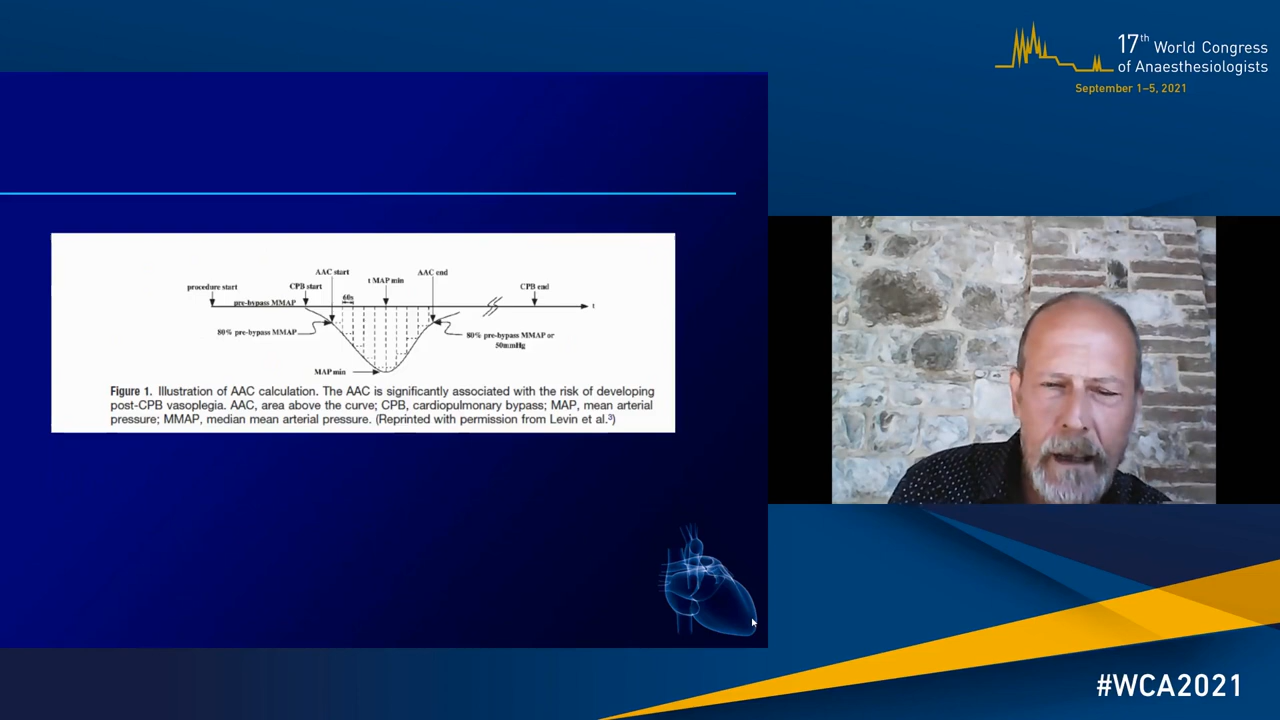 17th World Congress
of Anaesthesiologists
September 1–5, 2021
AAC start
AAC end
t MAP min
procedure start
CPB start
CPB end
60s
pre-bypass MMAP
t
80% pre-bypass MMAP
80% pre-bypass MMAP or
50mmHg
MAP min
Figure 1. Illustration of AAC calculation. The AAC is significantly associated with the risk of developing
post-CPB vasoplegia. AAC, area above the curve; CPB, cardiopulmonary bypass; MAP, mean arterial
pressure; MMAP, median mean arterial pressure. (Reprinted with permission from Levin et al.³)
#WCA2021